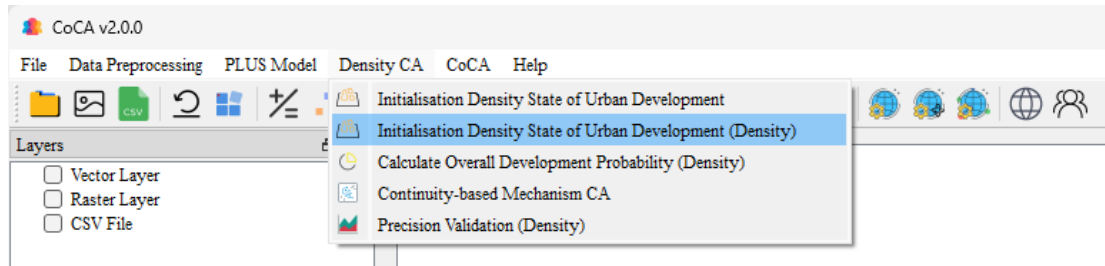 CoCA v2.0.0
File Data Preprocessing PLUS Model Density CA CoCA Help
CSV
Initialisation Density State of Urban Development
Initialisation Density State of Urban Development (Density)
Calculate Overall Development Probability (Density)
Continuity-based Mechanism CA
Precision Validation (Density)
Layers
Vector Layer
Raster Layer
CSV File